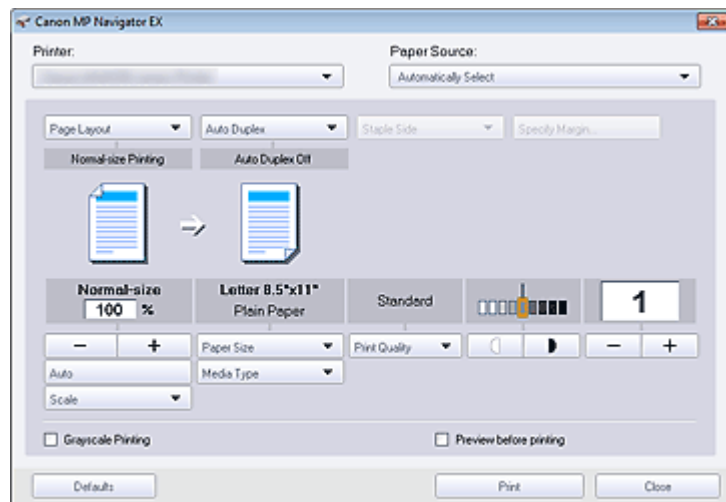 Canon MP Navigator EX
Printer:
Paper Source:
Automatically Select
Page Layout
Auto Duplex
Staple Side
Specify Margin...
Normal-size Printing
Auto Duplex Off
Normal-size
100 %
Letter 8.5"x11"
Plain Paper
Standard
1
- +
Paper Size
Print Quality
- +
Auto
Media Type
Scale
Grayscale Printing
Preview before printing
Defaults
Print
Close